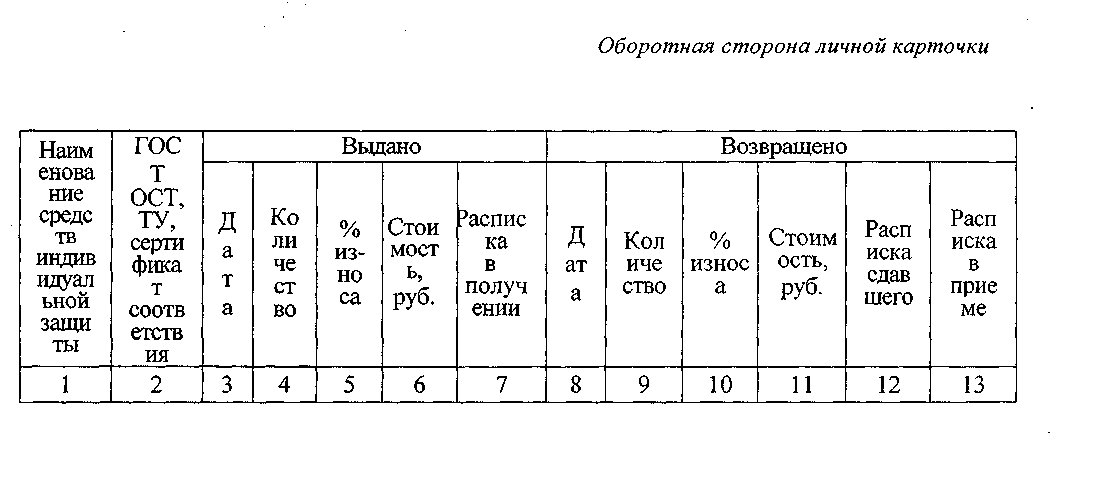 Оборотная сторона личной карточки
Наим
енова
ние
средс
тв
индив
идуал
ьной
защи
ты
ГОС
Т
ОСТ,
ТУ,
серти
фика
т
соотв
етств
ия
Выдано
Д
а
т
а
Ко
ли
че
ст
во
%
из-
но
са
Стои
мост
ь,
руб.
Распис
ка
в
получ
ении
Возвращено
Д
ат
а
Кол
иче
ство
%
износ
а
Стоим
ость,
руб.
Расп
иска
сдав
шего
Расп
иска
в
прие
ме
1 2 3 4 5 6 7 8 9 10 11 12 13